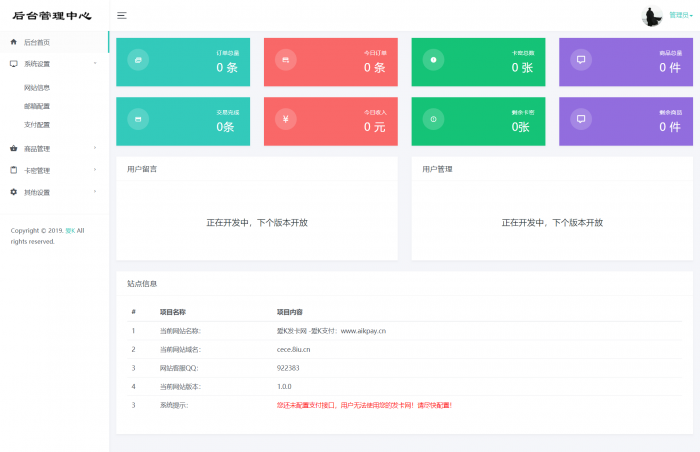 后台管理中心
管理员
后台首页
系统设置
网站信息
邮箱配置
支付配置
商品管理
卡密管理
其他设置
Copyright © 2019. 爱K All
rights reserved.
订单总量
0 条
今日订单
0 条
卡密总数
0 张
商品总量
0 件
交易完成
0条
今日收入
0 元
剩余卡密
0张
剩余商品
0 件
用户留言
正在开发中，下个版本开放
用户管理
正在开发中，下个版本开放
站点信息
# 项目名称 项目内容
1 当前网站名称： 爱K发卡网 -爱K支付：www.aikpay.cn
2 当前网站域名： cece.8iu.cn
3 网站客服QQ： 922383
4 当前网站版本： 1.0.0
3 系统提示： 您还未配置支付接口，用户无法使用您的发卡网！请尽快配置！